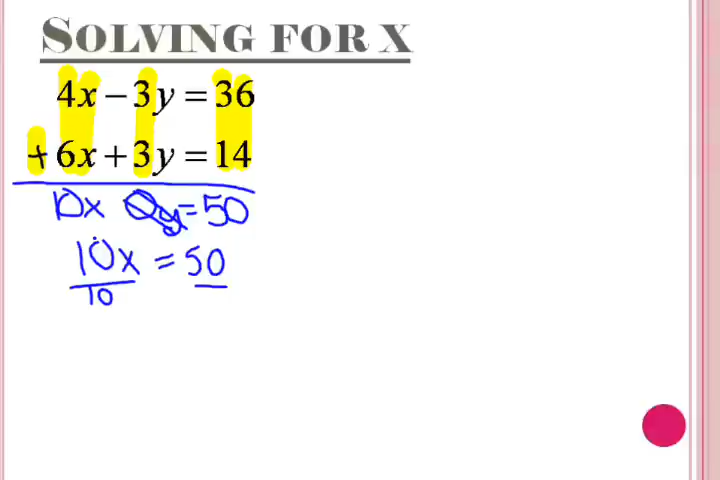 SOLVING FOR X
4x − 3y = 36
+ 6x + 3y = 14
10x 0y = 50
10x = 50
10